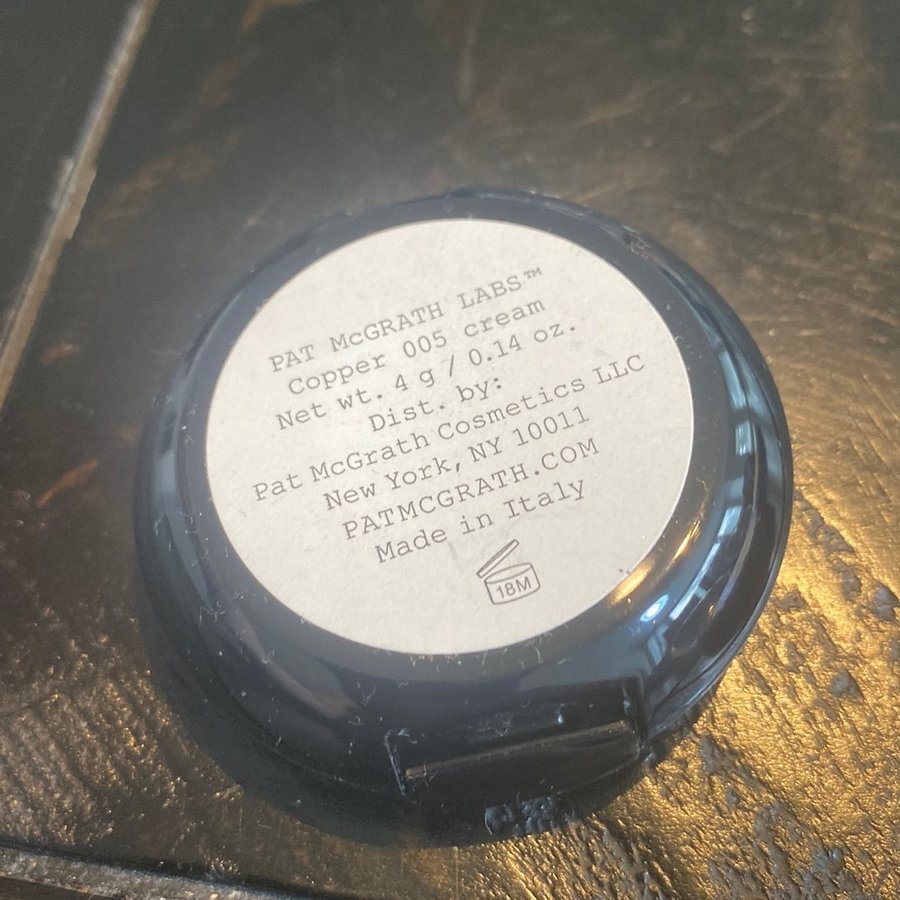 PAT McGRATH LABS™
Copper 005 cream
Net wt. 4 g / 0.14 oz.
Dist. by:
Pat McGrath Cosmetics LLC
New York, NY 10011
PATMCGRATH.COM
Made in Italy
18M